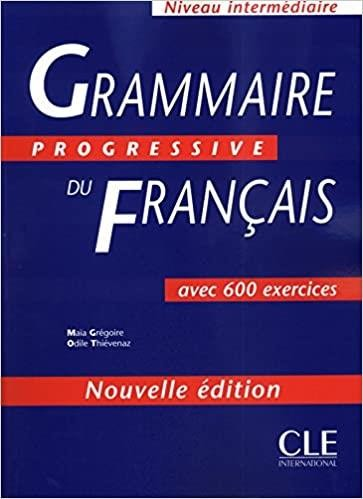 Niveau intermédiaire
GRAMMAIRE
PROGRESSIVE
DU FRANÇAIS
avec 600 exercices
Maïa Grégoire
Odile Thiévenaz
Nouvelle édition
CLE
INTERNATIONAL